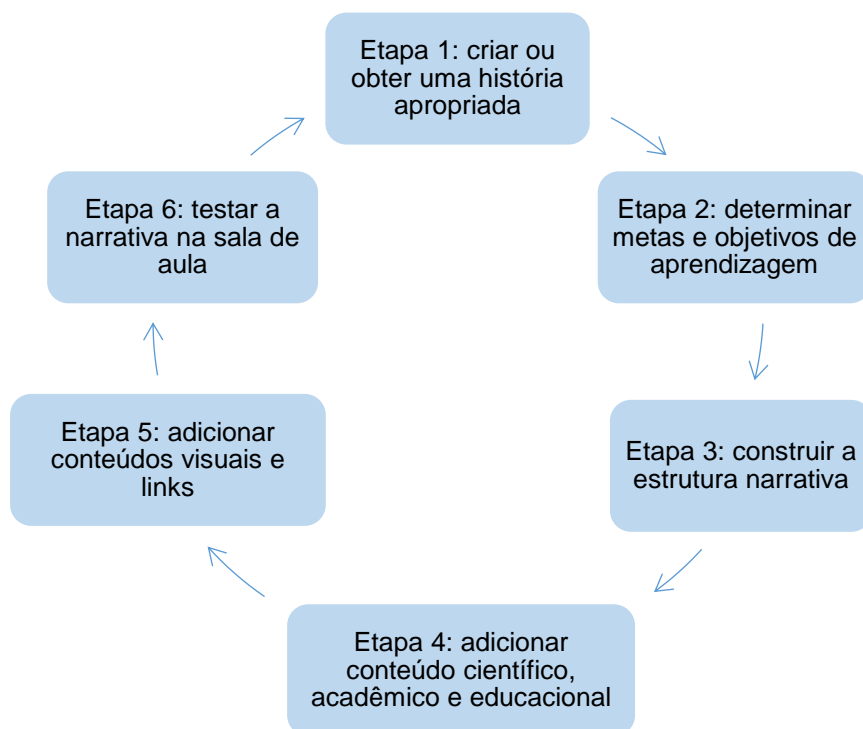 Etapa 1: criar ou
obter uma história
apropriada
Etapa 2: determinar
metas e objetivos de
aprendizagem
Etapa 3: construir a
estrutura narrativa
Etapa 4: adicionar
conteúdo científico,
acadêmico e educacional
Etapa 5: adicionar
conteúdos visuais e
links
Etapa 6: testar a
narrativa na sala de
aula